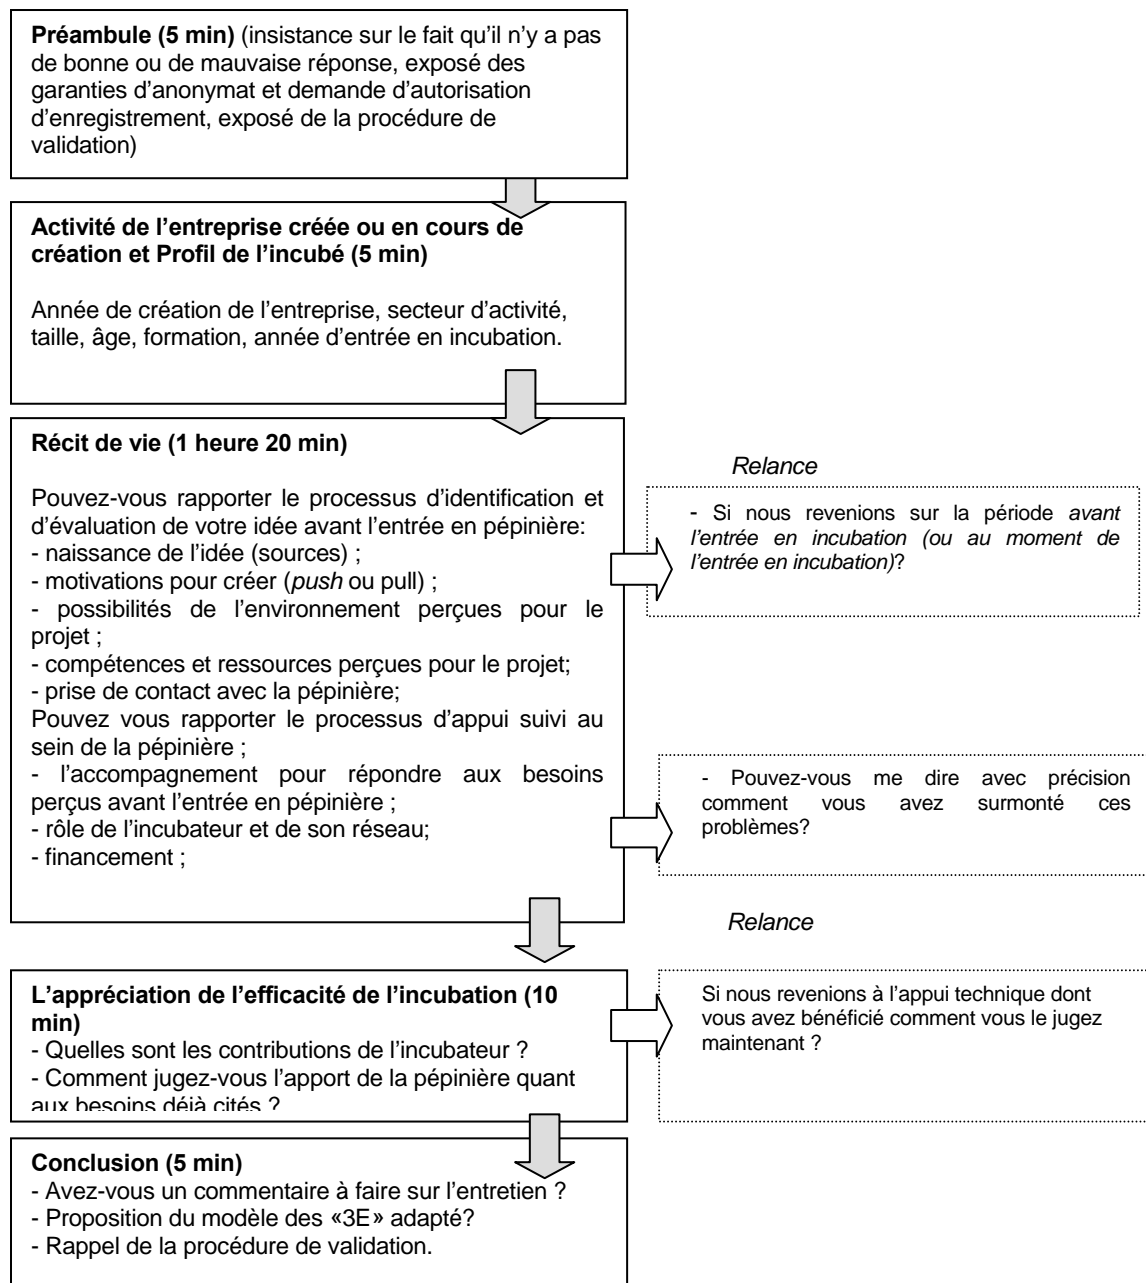 Préambule (5 min) (insistance sur le fait qu’il n’y a pas
de bonne ou de mauvaise réponse, exposé des
garanties d’anonymat et demande d’autorisation
d’enregistrement, exposé de la procédure de
validation)
Activité de l’entreprise créée ou en cours de
création et Profil de l’incubé (5 min)
Année de création de l’entreprise, secteur d’activité,
taille, âge, formation, année d’entrée en incubation.
Récit de vie (1 heure 20 min)
Pouvez-vous rapporter le processus d’identification et
d’évaluation de votre idée avant l’entrée en pépinière:
- naissance de l’idée (sources) ;
- motivations pour créer (push ou pull) ;
- possibilités de l’environnement perçues pour le
projet ;
- compétences et ressources perçues pour le projet;
- prise de contact avec la pépinière;
Pouvez vous rapporter le processus d’appui suivi au
sein de la pépinière ;
- l’accompagnement pour répondre aux besoins
perçus avant l’entrée en pépinière ;
- rôle de l’incubateur et de son réseau;
- financement ;
Relance
- Si nous revenions sur la période avant
l’entrée en incubation (ou au moment de
l’entrée en incubation)?
- Pouvez-vous me dire avec précision
comment vous avez surmonté ces
problèmes?
Relance
L’appréciation de l’efficacité de l’incubation (10
min)
- Quelles sont les contributions de l’incubateur ?
- Comment jugez-vous l’apport de la pépinière quant
aux besoins déjà cités ?
Si nous revenions à l’appui technique dont
vous avez bénéficié comment vous le jugez
maintenant ?
Conclusion (5 min)
- Avez-vous un commentaire à faire sur l’entretien ?
- Proposition du modèle des «3E» adapté?
- Rappel de la procédure de validation.